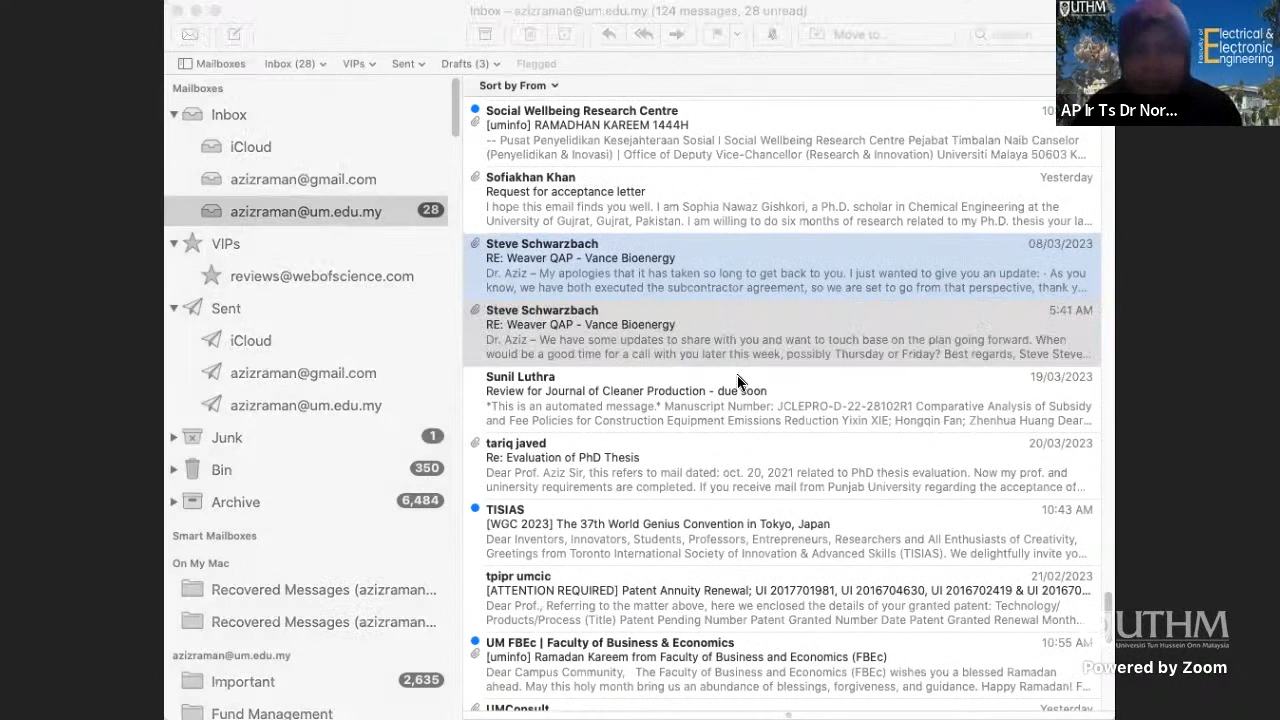 Inbox – azizraman@um.edu.my (124 messages, 28 unread)
Move to...
Mailboxes
Inbox (28)
VIPs
Sent
Drafts (3)
Flagged
Mailboxes
Inbox
iCloud
azizraman@gmail.com
azizraman@um.edu.my
28
VIPs
reviews@webofscience.com
Sent
iCloud
azizraman@gmail.com
azizraman@um.edu.my
Junk
1
Bin
350
Archive
6,484
Smart Mailboxes
On My Mac
Recovered Messages (azizraman...
Recovered Messages (azizraman...
azizraman@um.edu.my
Important
2,635
Fund Management
Sort by From
Social Wellbeing Research Centre
10
[uminfo] RAMADHAN KAREEM 1444H
-- Pusat Penyelidikan Kesejahteraan Sosial I Social Wellbeing Research Centre Pejabat Timbalan Naib Canselor
(Penyelidikan & Inovasi) | Office of Deputy Vice-Chancellor (Research & Innovation) Universiti Malaya 50603 K...
Sofiakhan Khan
Yesterday
Request for acceptance letter
I hope this email finds you well. I am Sophia Nawaz Gishkori, a Ph.D. scholar in Chemical Engineering at the
University of Gujrat, Gujrat, Pakistan. I am willing to do six months of research related to my Ph.D. thesis your la...
Steve Schwarzbach
08/03/2023
RE: Weaver QAP - Vance Bioenergy
Dr. Aziz – My apologies that it has taken so long to get back to you. I just wanted to give you an update: · As you
know, we have both executed the subcontractor agreement, so we are set to go from that perspective, thank y...
Steve Schwarzbach
5:41 AM
RE: Weaver QAP - Vance Bioenergy
Dr. Aziz – We have some updates to share with you and want to touch base on the plan going forward. When
would be a good time for a call with you later this week, possibly Thursday or Friday? Best regards, Steve Steve...
Sunil Luthra
19/03/2023
Review for Journal of Cleaner Production - due soon
*This is an automated message.* Manuscript Number: JCLEPRO-D-22-28102R1 Comparative Analysis of Subsidy
and Fee Policies for Construction Equipment Emissions Reduction Yixin XIE; Hongqin Fan; Zhenhua Huang Dear...
tariq javed
20/03/2023
Re: Evaluation of PhD Thesis
Dear Prof. Aziz Sir, this refers to mail dated: oct. 20, 2021 related to PhD thesis evaluation. Now my prof. and
uninersity requirements are completed. If you receive mail from Punjab University regarding the acceptance of...
TISIAS
10:43 AM
[WGC 2023] The 37th World Genius Convention in Tokyo, Japan
Dear Inventors, Innovators, Students, Professors, Entrepreneurs, Researchers and All Enthusiasts of Creativity,
Greetings from Toronto International Society of Innovation & Advanced Skills (TISIAS). We delightfully invite yo...
tpipr umcic
21/02/2023
[ATTENTION REQUIRED] Patent Annuity Renewal; UI 2017701981, UI 2016704630, UI 2016702419 & UI 201670...
Dear Prof., Referring to the matter above, here we enclosed the details of your granted patent: Technology/
Products/Process (Title) Patent Pending Number Patent Granted Number Date Patent Granted Renewal Month...
UM FBEc | Faculty of Business & Economics
10:55 AM
[uminfo] Ramadan Kareem from Faculty of Business and Economics (FBEc)
Dear Campus Community, The Faculty of Business and Economics (FBEc) wishes you a blessed Ramadan
ahead. May this holy month bring us an abundance of blessings, forgiveness, and guidance. Happy Ramadan! F...
UMConsult
Yesterday
UTHM
Faculty of
Electrical &
Electronic
Engineering
AP Ir Ts Dr Nor...
UTHM
Universiti Tun Hussein Onn Malaysia
Powered by Zoom